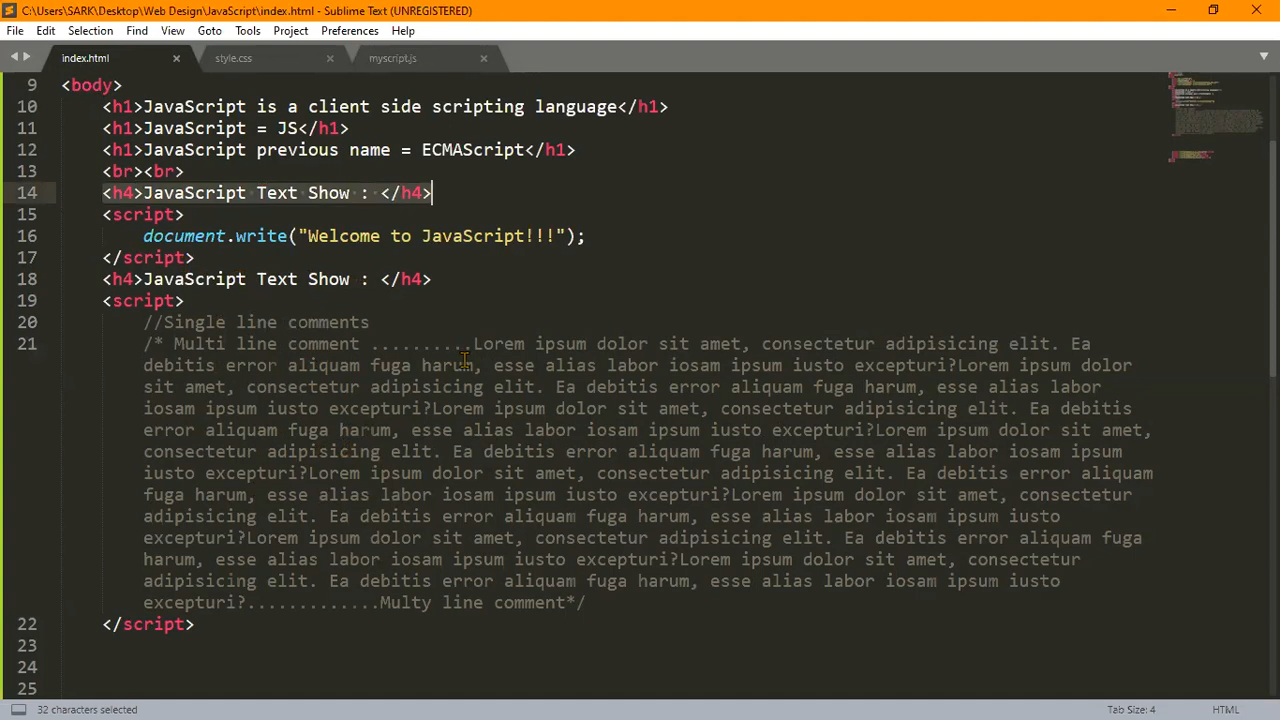 C:\Users\SARK\Desktop\Web Design\JavaScript\index.html - Sublime Text (UNREGISTERED)
File Edit Selection Find View Goto Tools Project Preferences Help
index.html style.css myscript.js
9 <body>
10 <h1>JavaScript is a client side scripting language</h1>
11 <h1>JavaScript = JS</h1>
12 <h1>JavaScript previous name = ECMAScript</h1>
13 <br><br>
14 <h4>JavaScript Text Show : </h4>
15 <script>
16 document.write("Welcome to JavaScript!!!");
17 </script>
18 <h4>JavaScript Text Show : </h4>
19 <script>
20 //Single line comments
21 /* Multi line comment ..........Lorem ipsum dolor sit amet, consectetur adipisicing elit. Ea
debitis error aliquam fuga harum, esse alias labor iosam ipsum iusto excepturi?Lorem ipsum dolor
sit amet, consectetur adipisicing elit. Ea debitis error aliquam fuga harum, esse alias labor
iosam ipsum iusto excepturi?Lorem ipsum dolor sit amet, consectetur adipisicing elit. Ea debitis
error aliquam fuga harum, esse alias labor iosam ipsum iusto excepturi?Lorem ipsum dolor sit amet,
consectetur adipisicing elit. Ea debitis error aliquam fuga harum, esse alias labor iosam ipsum
iusto excepturi?Lorem ipsum dolor sit amet, consectetur adipisicing elit. Ea debitis error aliquam
fuga harum, esse alias labor iosam ipsum iusto excepturi?Lorem ipsum dolor sit amet, consectetur
adipisicing elit. Ea debitis error aliquam fuga harum, esse alias labor iosam ipsum iusto
excepturi?Lorem ipsum dolor sit amet, consectetur adipisicing elit. Ea debitis error aliquam fuga
harum, esse alias labor iosam ipsum iusto excepturi?Lorem ipsum dolor sit amet, consectetur
adipisicing elit. Ea debitis error aliquam fuga harum, esse alias labor iosam ipsum iusto
excepturi?.............Multy line comment*/
22 </script>
23
24
25
32 characters selected Tab Size: 4 HTML